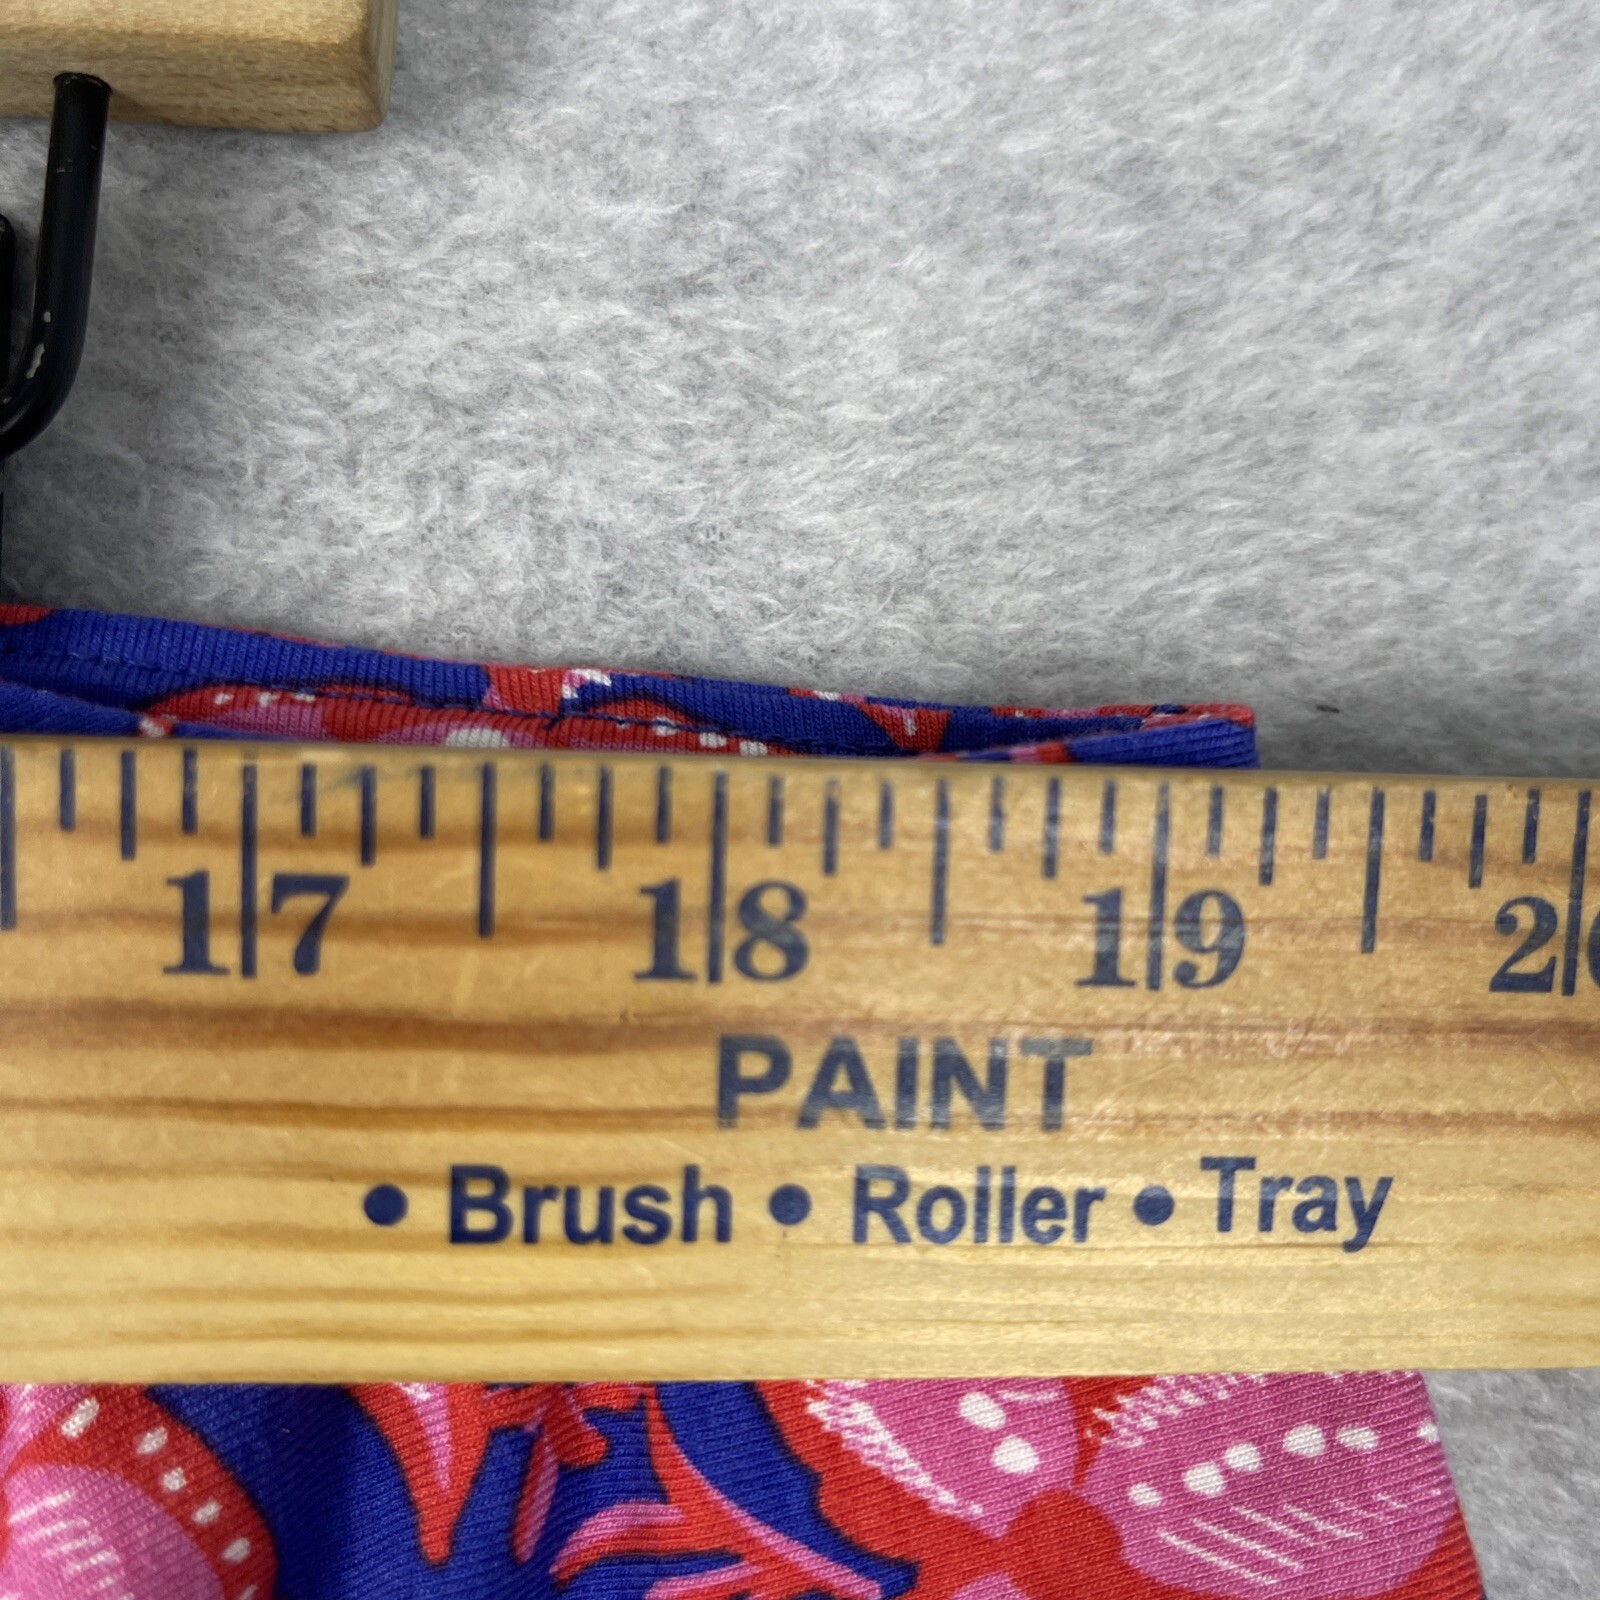 17 18 19 2
PAINT
• Brush • Roller • Tray